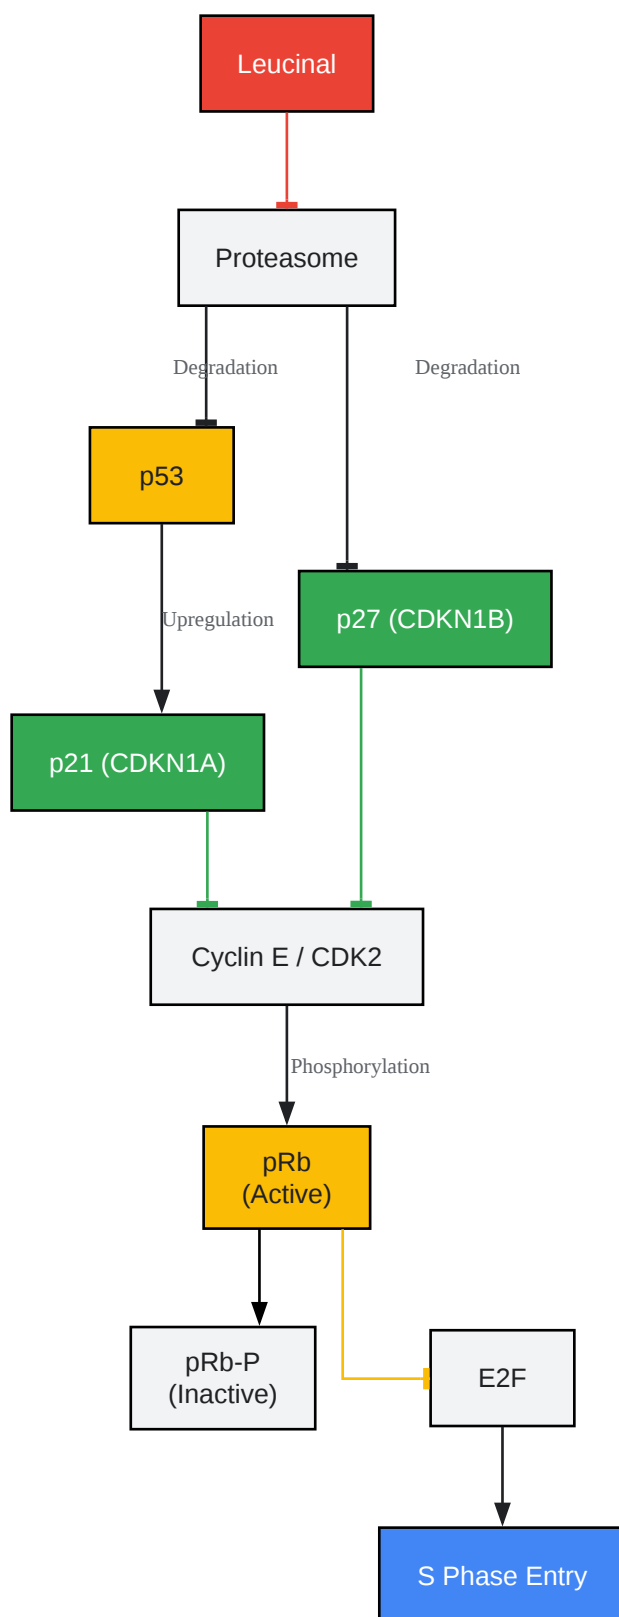 Leucinal
Proteasome
Degradation
Degradation
p53
p27 (CDKN1B)
Upregulation
p21 (CDKN1A)
Cyclin E / CDK2
Phosphorylation
pRb
(Active)
pRb-P
(Inactive)
E2F
S Phase Entry